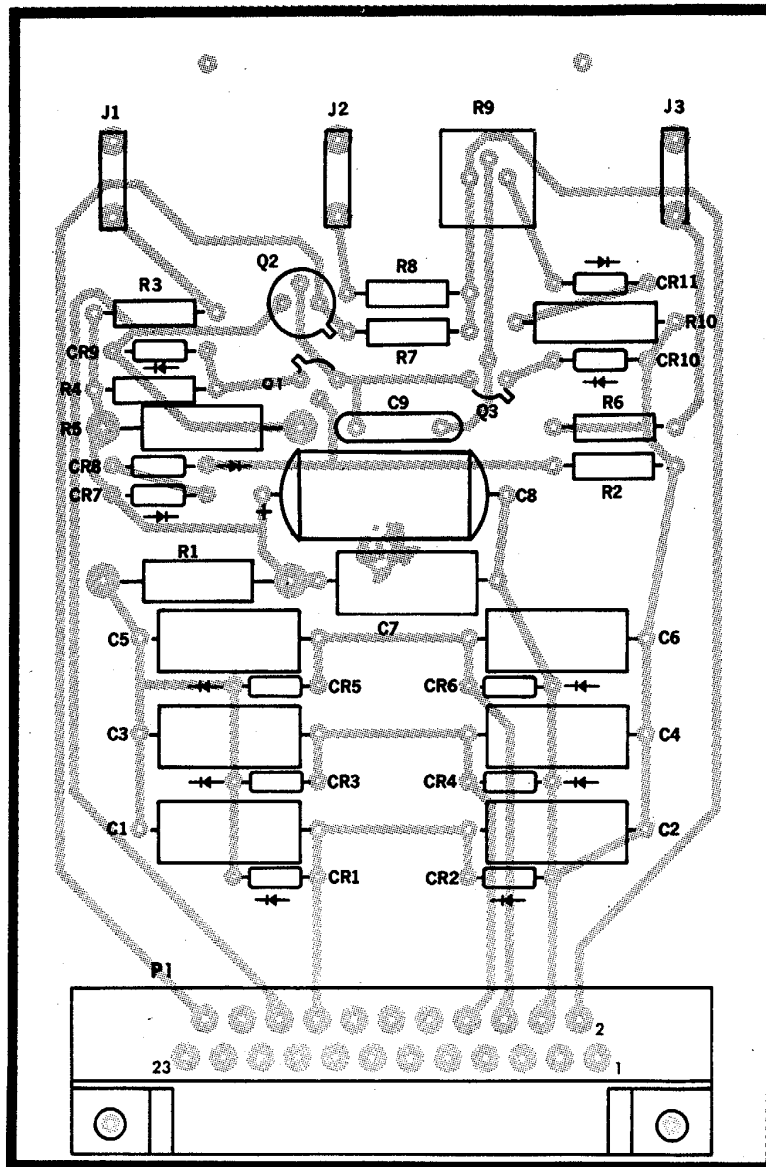 J1 J2 R9 J3
Q2
R3 R8 CR11
R10
CR9 R7 CR10
R4 Q1
C9 Q3
R5 R6
CR8
CR7 R2
+ C8
R1
C5 C7 C6
CR5 CR6
C3 C4
CR3 CR4
C1 C2
CR1 CR2
P1
2
23 1